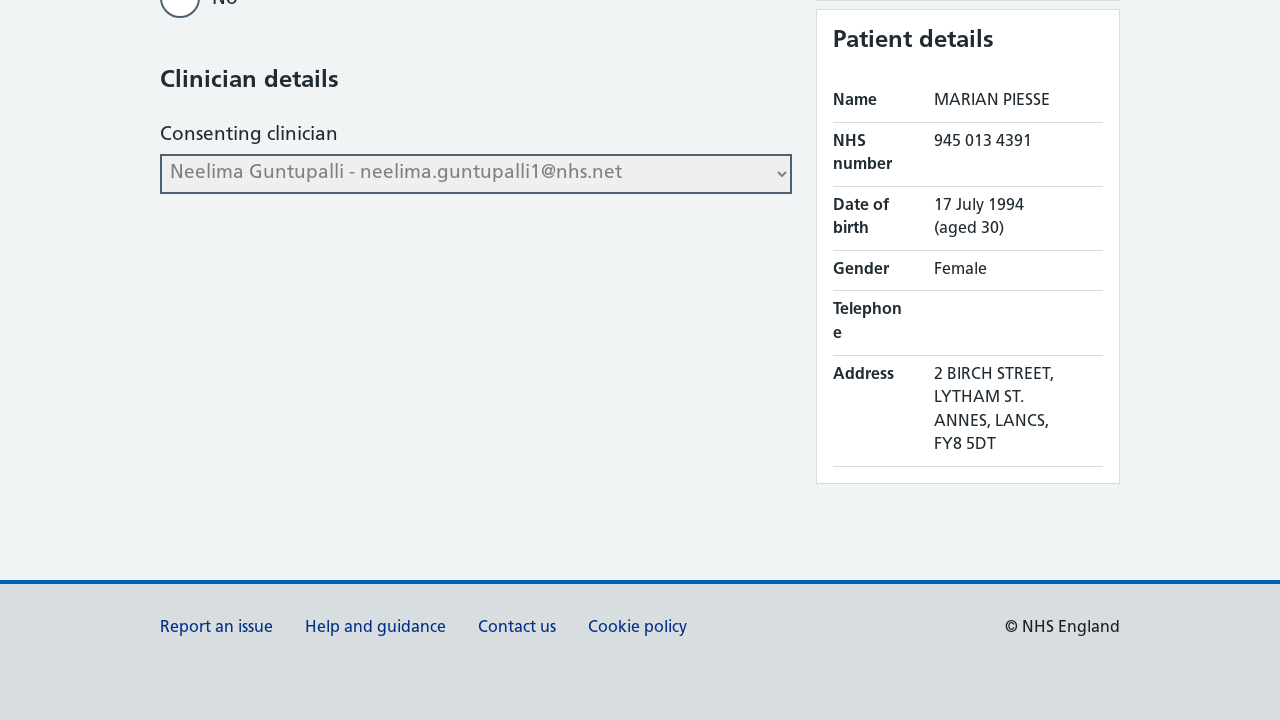 No
Clinician details
Consenting clinician
Neelima Guntupalli - neelima.guntupalli1@nhs.net
Patient details
Name MARIAN PIESSE
NHS number 945 013 4391
Date of birth 17 July 1994 (aged 30)
Gender Female
Telephone
Address 2 BIRCH STREET,
LYTHAM ST.
ANNES, LANCS,
FY8 5DT
Report an issue Help and guidance Contact us Cookie policy © NHS England